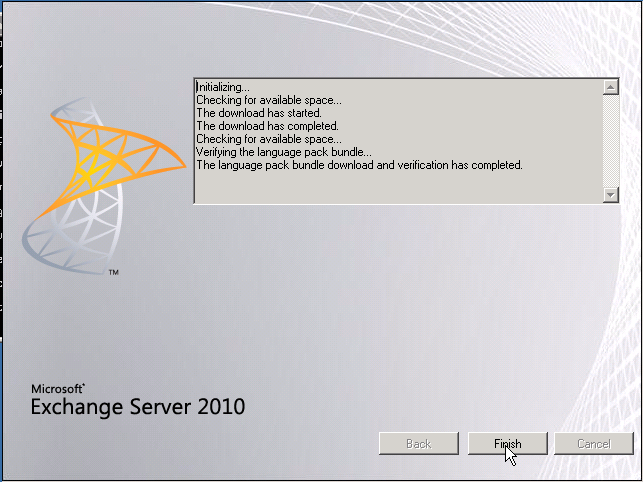 Initializing...
Checking for available space...
The download has started.
The download has completed.
Checking for available space...
Verifying the language pack bundle...
The language pack bundle download and verification has completed.
TM
Microsoft®
Exchange Server 2010
Back
Finish
Cancel